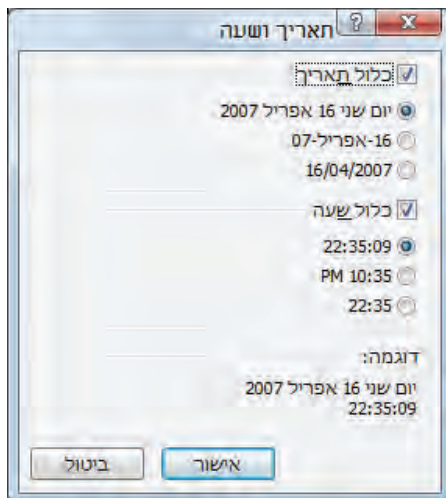 תאריך ושעה
כלול תאריך
יום שני 16 אפריל 2007
16-אפריל-07
16/04/2007
כלול שעה
22:35:09
PM 10:35
22:35
דוגמה:
יום שני 16 אפריל 2007
22:35:09
אישור
ביטול